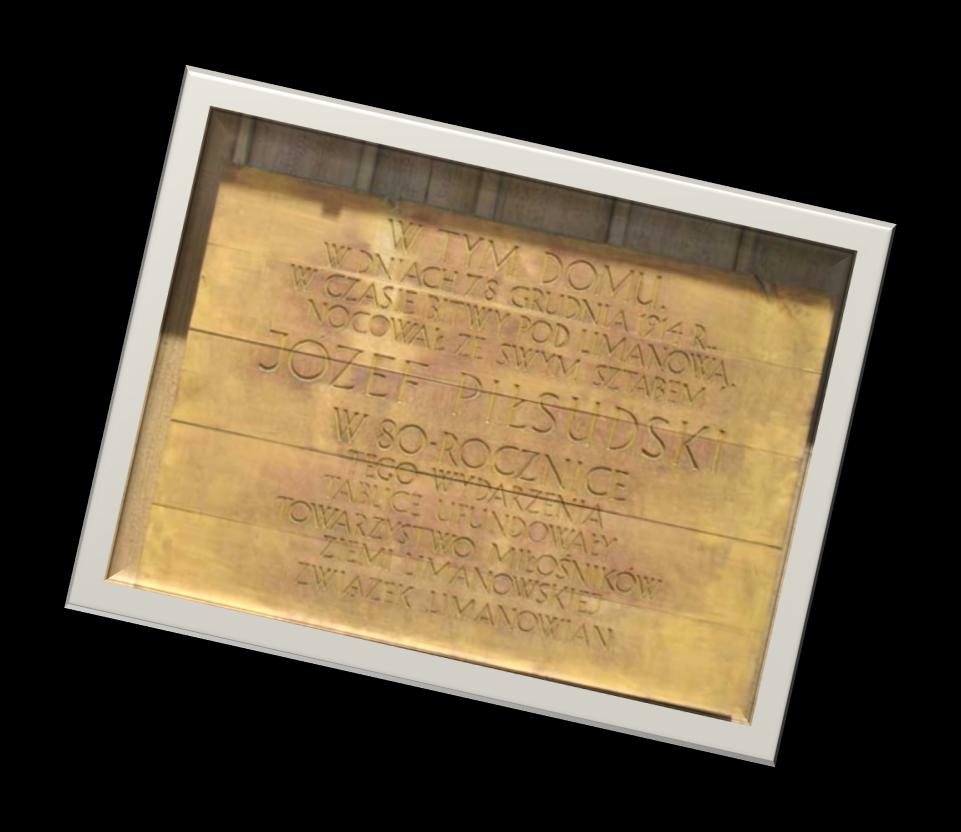 W TYM DOMU,
W DNIACH 7/8 GRUDNIA 1914 R.
W CZASIE BITWY POD LIMANOWĄ,
NOCOWAŁ ZE SWYM SZTABEM
JÓZEF PIŁSUDSKI
W 80-ROCZNICĘ
TEGO WYDARZENIA
TABLICĘ UFUNDOWAŁY
TOWARZYSTWO MIŁOŚNIKÓW
ZIEMI LIMANOWSKIEJ
ZWIĄZEK LIMANOWIAN